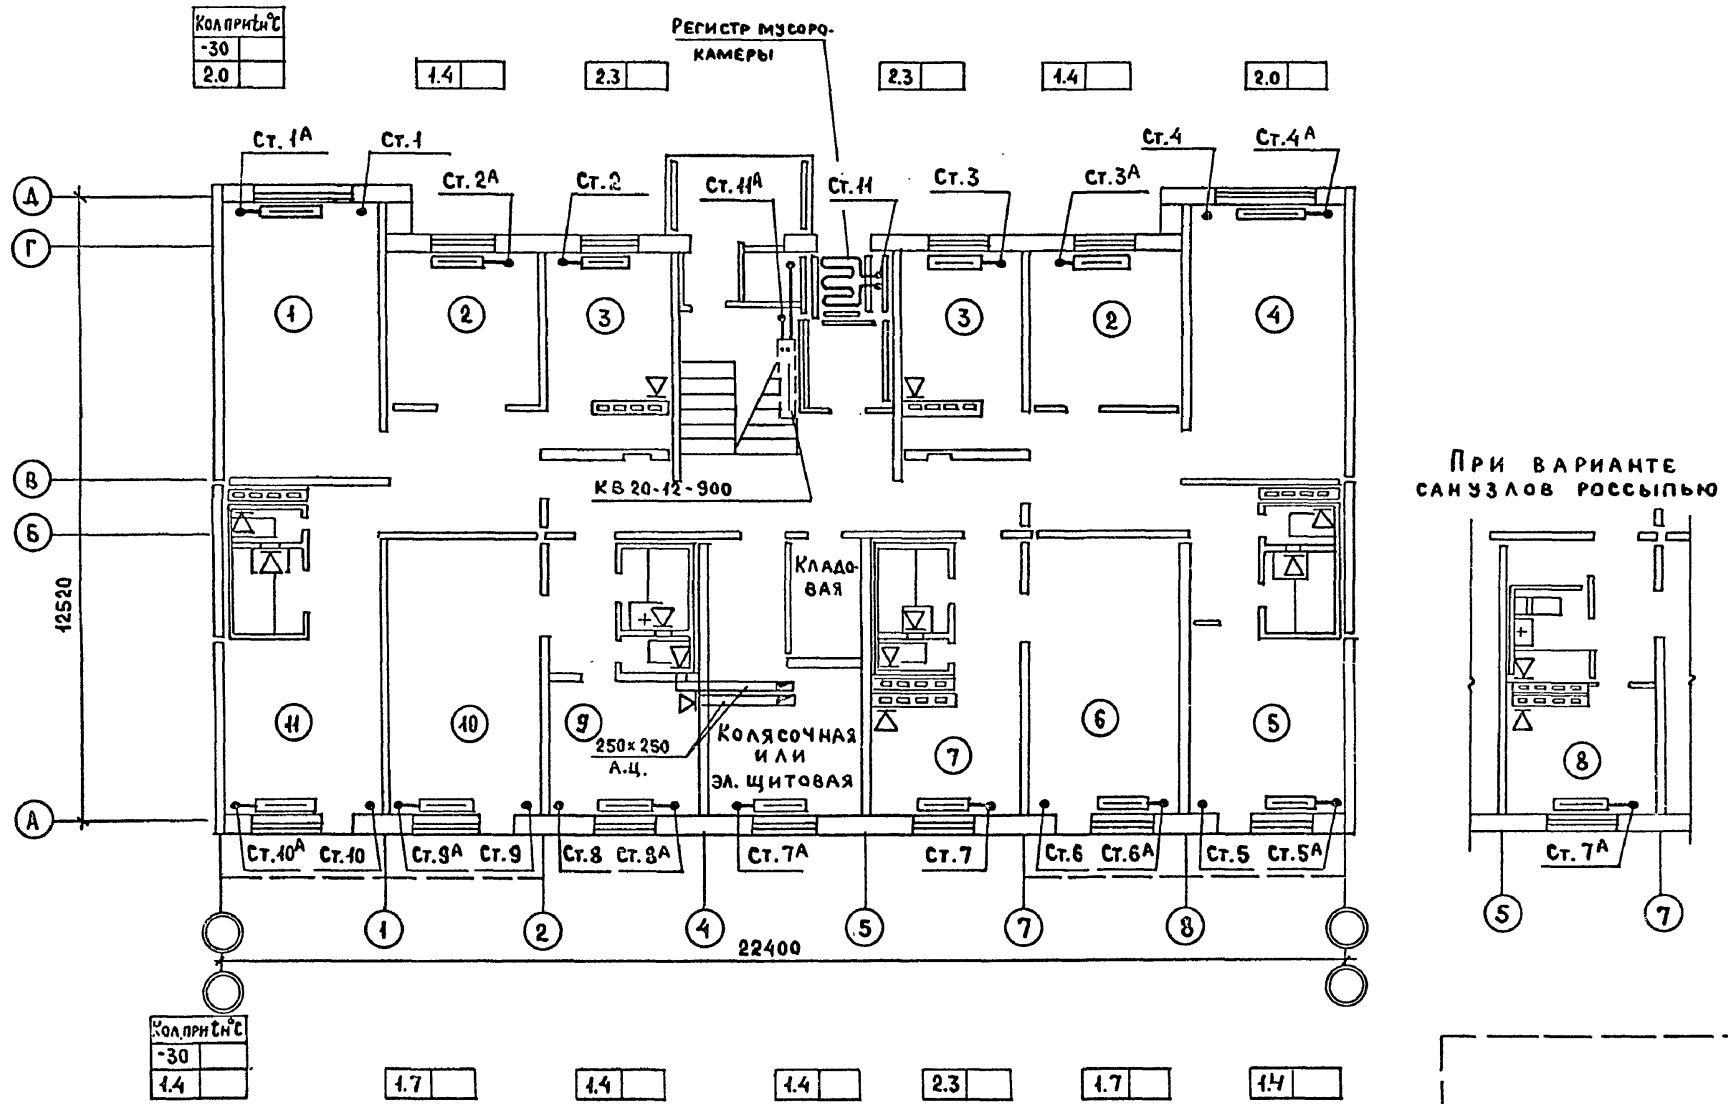 Кол при tн°С
-30
2.0
1.4
2.3
Регистр мусоро-
камеры
2.3
1.4
2.0
Ст.1А
Ст.1
Ст.2А
Ст.2
Ст.11А
Ст.11
Ст.3
Ст.3А
Ст.4
Ст.4А
Д
Г
В
Б
А
12520
1
2
3
3
2
4
КВ 20-12-900
Кладо-
вая
11
10
9
250×250
А.Ц.
Колясочная
или
эл. щитовая
7
6
5
Ст.10А
Ст.10
Ст.9А
Ст.9
Ст.8
Ст.8А
Ст.7А
Ст.7
Ст.6
Ст.6А
Ст.5
Ст.5А
1
2
4
5
7
8
22400
При варианте
санузлов россыпью
8
Ст.7А
5
7
Кол.при tн°С
-30
1.4
1.7
1.4
1.4
2.3
1.7
1.4